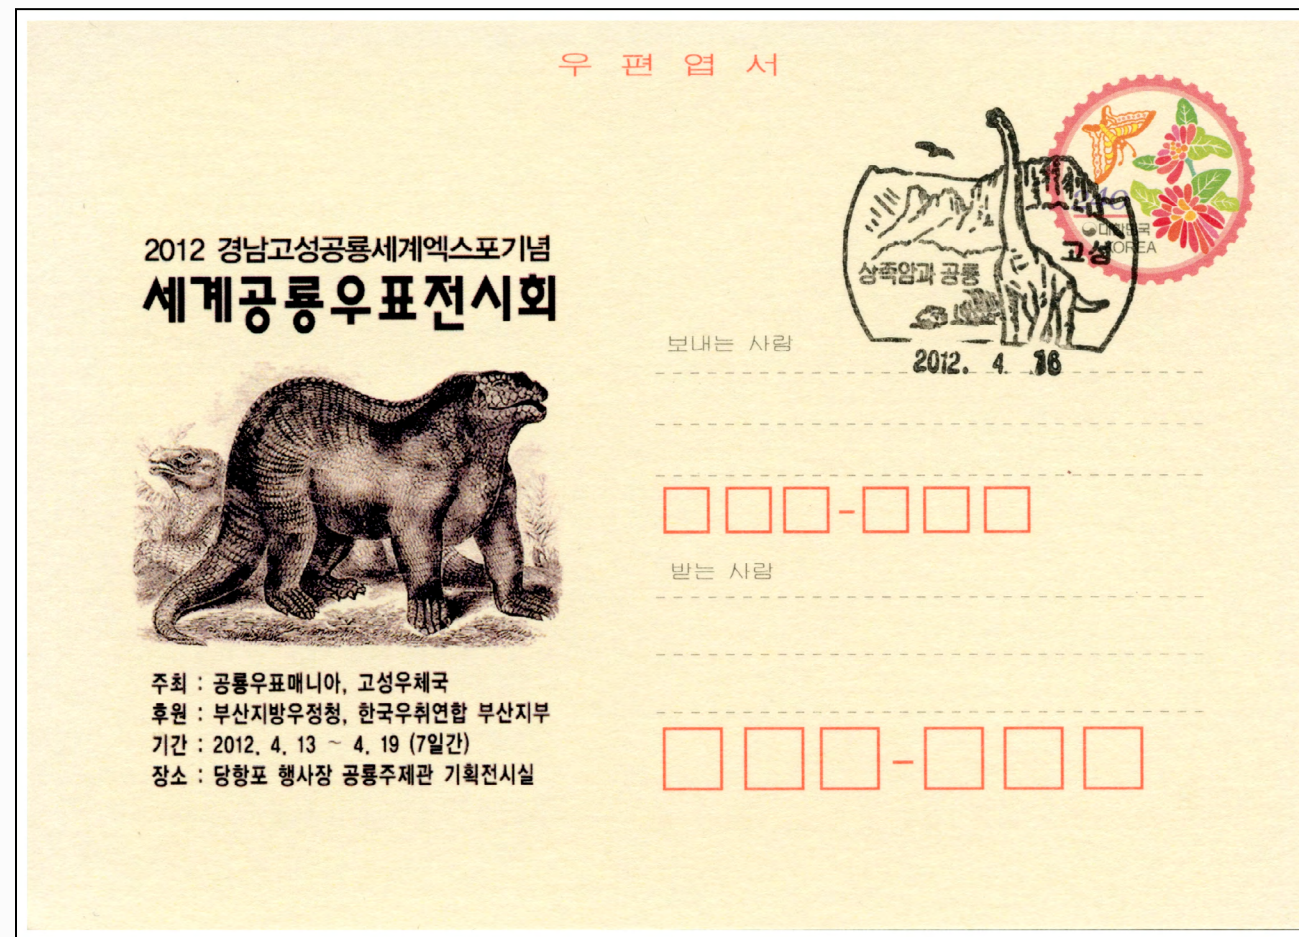 우편엽서
대한민국
KOREA
고성
상족암과 공룡
2012. 4.
2012 경남고성공룡세계엑스포기념
세계공룡우표전시회
보내는 사람
받는 사람
주최 : 공룡우표매니아, 고성우체국
후원 : 부산지방우정청, 한국우취연합 부산지부
기간 : 2012. 4. 13 ~ 4. 19 (7일간)
장소 : 당항포 행사장 공룡주제관 기획전시실